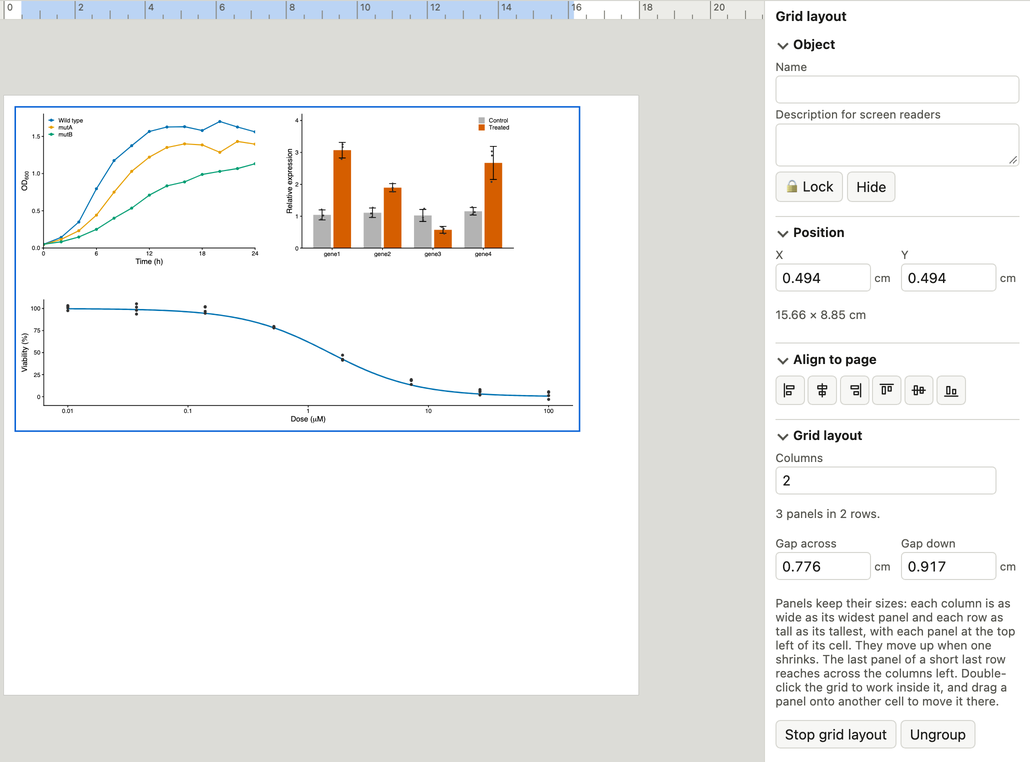 0 2 4 6 8 10 12 14 16 18 20
Grid layout
Object
Name
Description for screen readers
Lock Hide
Position
X Y
0.494 cm 0.494 cm
15.66 × 8.85 cm
Align to page
Grid layout
Columns
2
3 panels in 2 rows.
Gap across Gap down
0.776 cm 0.917 cm
Panels keep their sizes: each column is as
wide as its widest panel and each row as
tall as its tallest, with each panel at the top
left of its cell. They move up when one
shrinks. The last panel of a short last row
reaches across the columns left. Double-
click the grid to work inside it, and drag a
panel onto another cell to move it there.
Stop grid layout Ungroup
Wild type
mutA
mutB
OD600
1.5
1.0
0.5
0.0
0 6 12 18 24
Time (h)
Control
Treated
Relative expression
4
3
2
1
0
gene1 gene2 gene3 gene4
Viability (%)
100
75
50
25
0
0.01 0.1 1 10 100
Dose (μM)